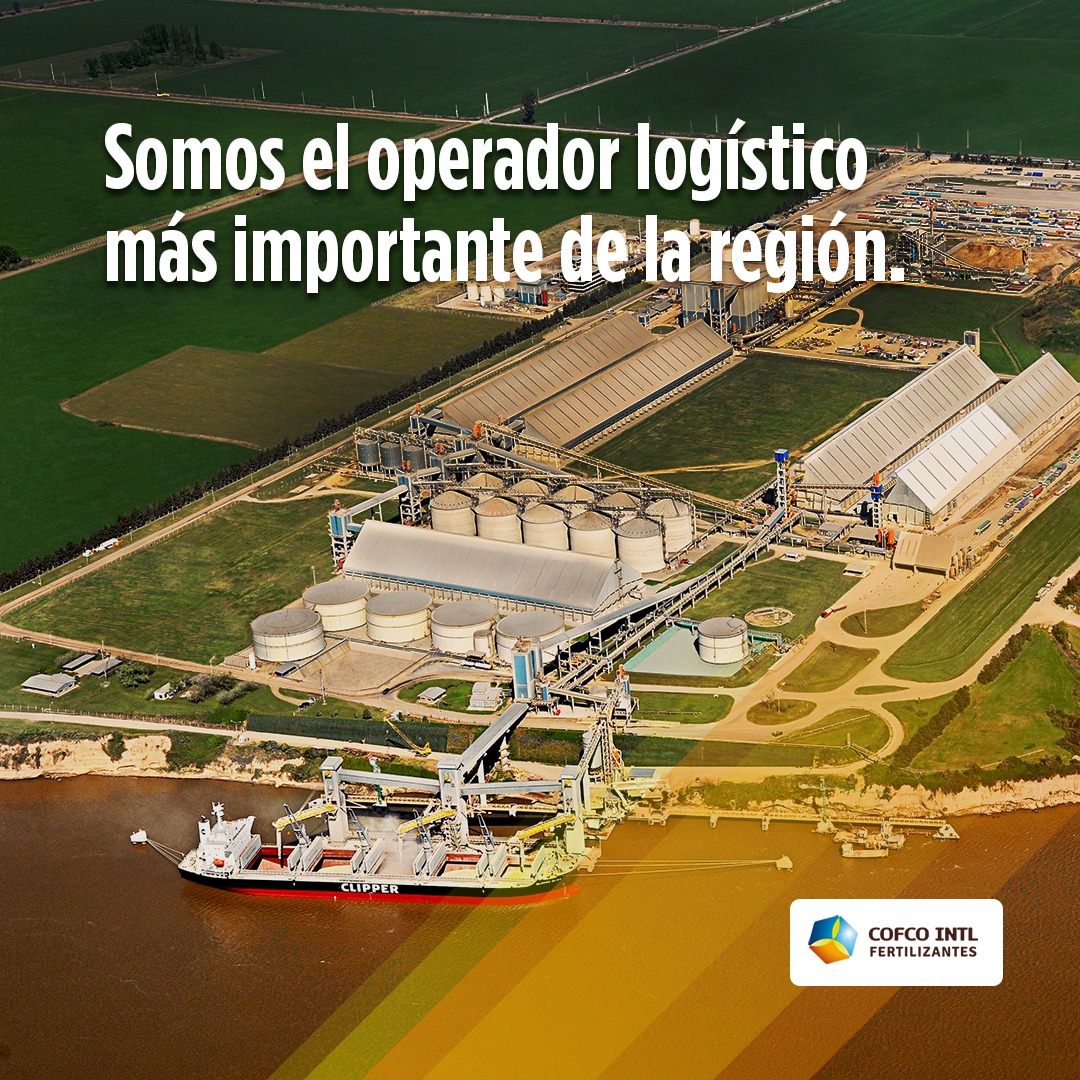 Somos el operador logístico
más importante de la región.
CLIPPER
COFCO INTL
FERTILIZANTES